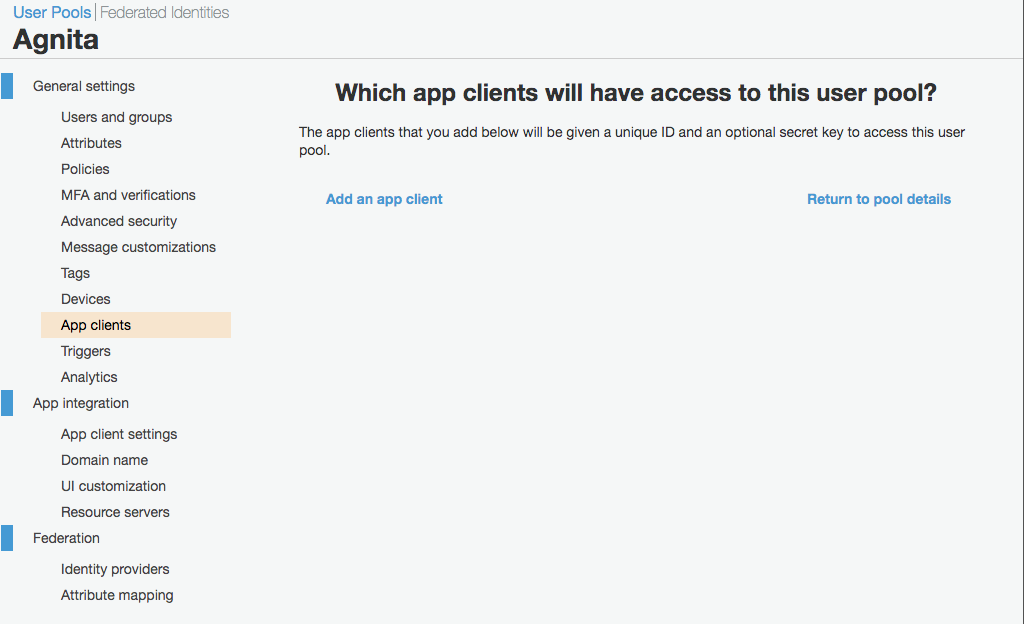 User Pools | Federated Identities
Agnita
General settings
Users and groups
Attributes
Policies
MFA and verifications
Advanced security
Message customizations
Tags
Devices
App clients
Triggers
Analytics
App integration
App client settings
Domain name
UI customization
Resource servers
Federation
Identity providers
Attribute mapping
Which app clients will have access to this user pool?
The app clients that you add below will be given a unique ID and an optional secret key to access this user
pool.
Add an app client
Return to pool details